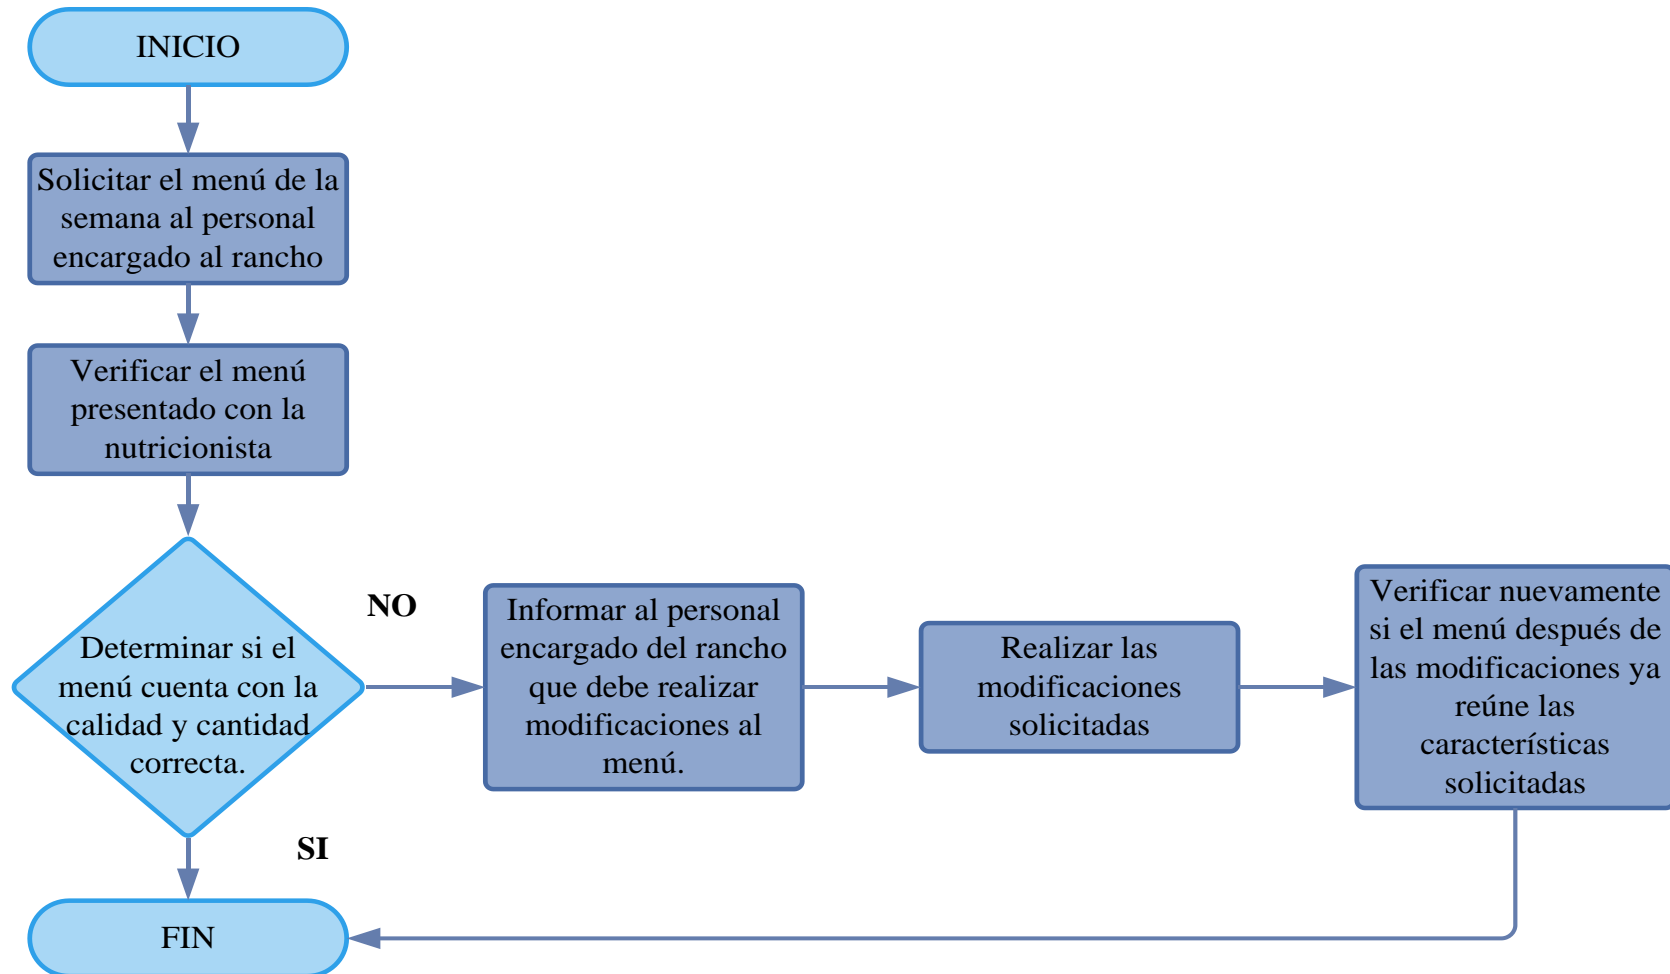 INICIO
Solicitar el menú de la
semana al personal
encargado al rancho
Verificar el menú
presentado con la
nutricionista
Determinar si el
menú cuenta con la
calidad y cantidad
correcta.
NO
Informar al personal
encargado del rancho
que debe realizar
modificaciones al
menú.
Realizar las
modificaciones
solicitadas
Verificar nuevamente
si el menú después de
las modificaciones ya
reúne las
características
solicitadas
SI
FIN